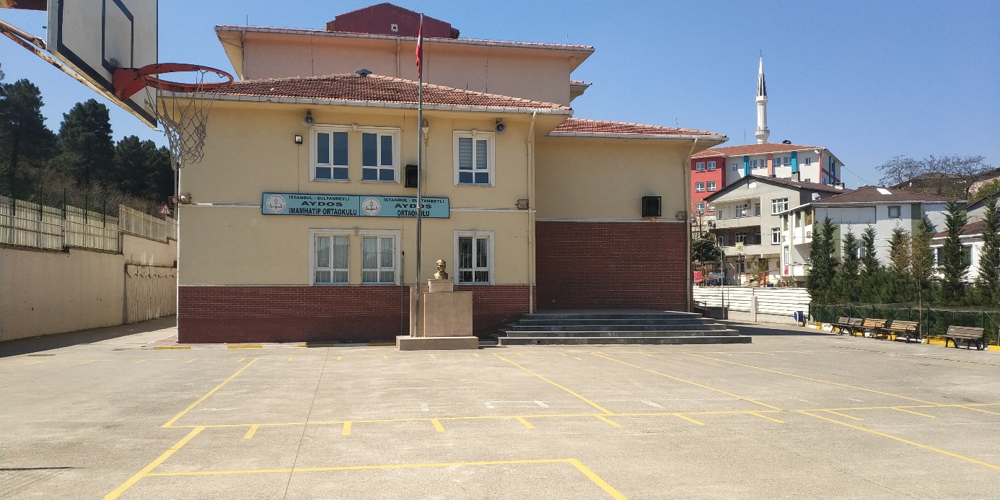 İSTANBUL - SULTANBEYLİ
AYDOS
İMAMHATİP ORTAOKULU
İSTANBUL - SULTANBEYLİ
AYDOS
ORTAOKULU